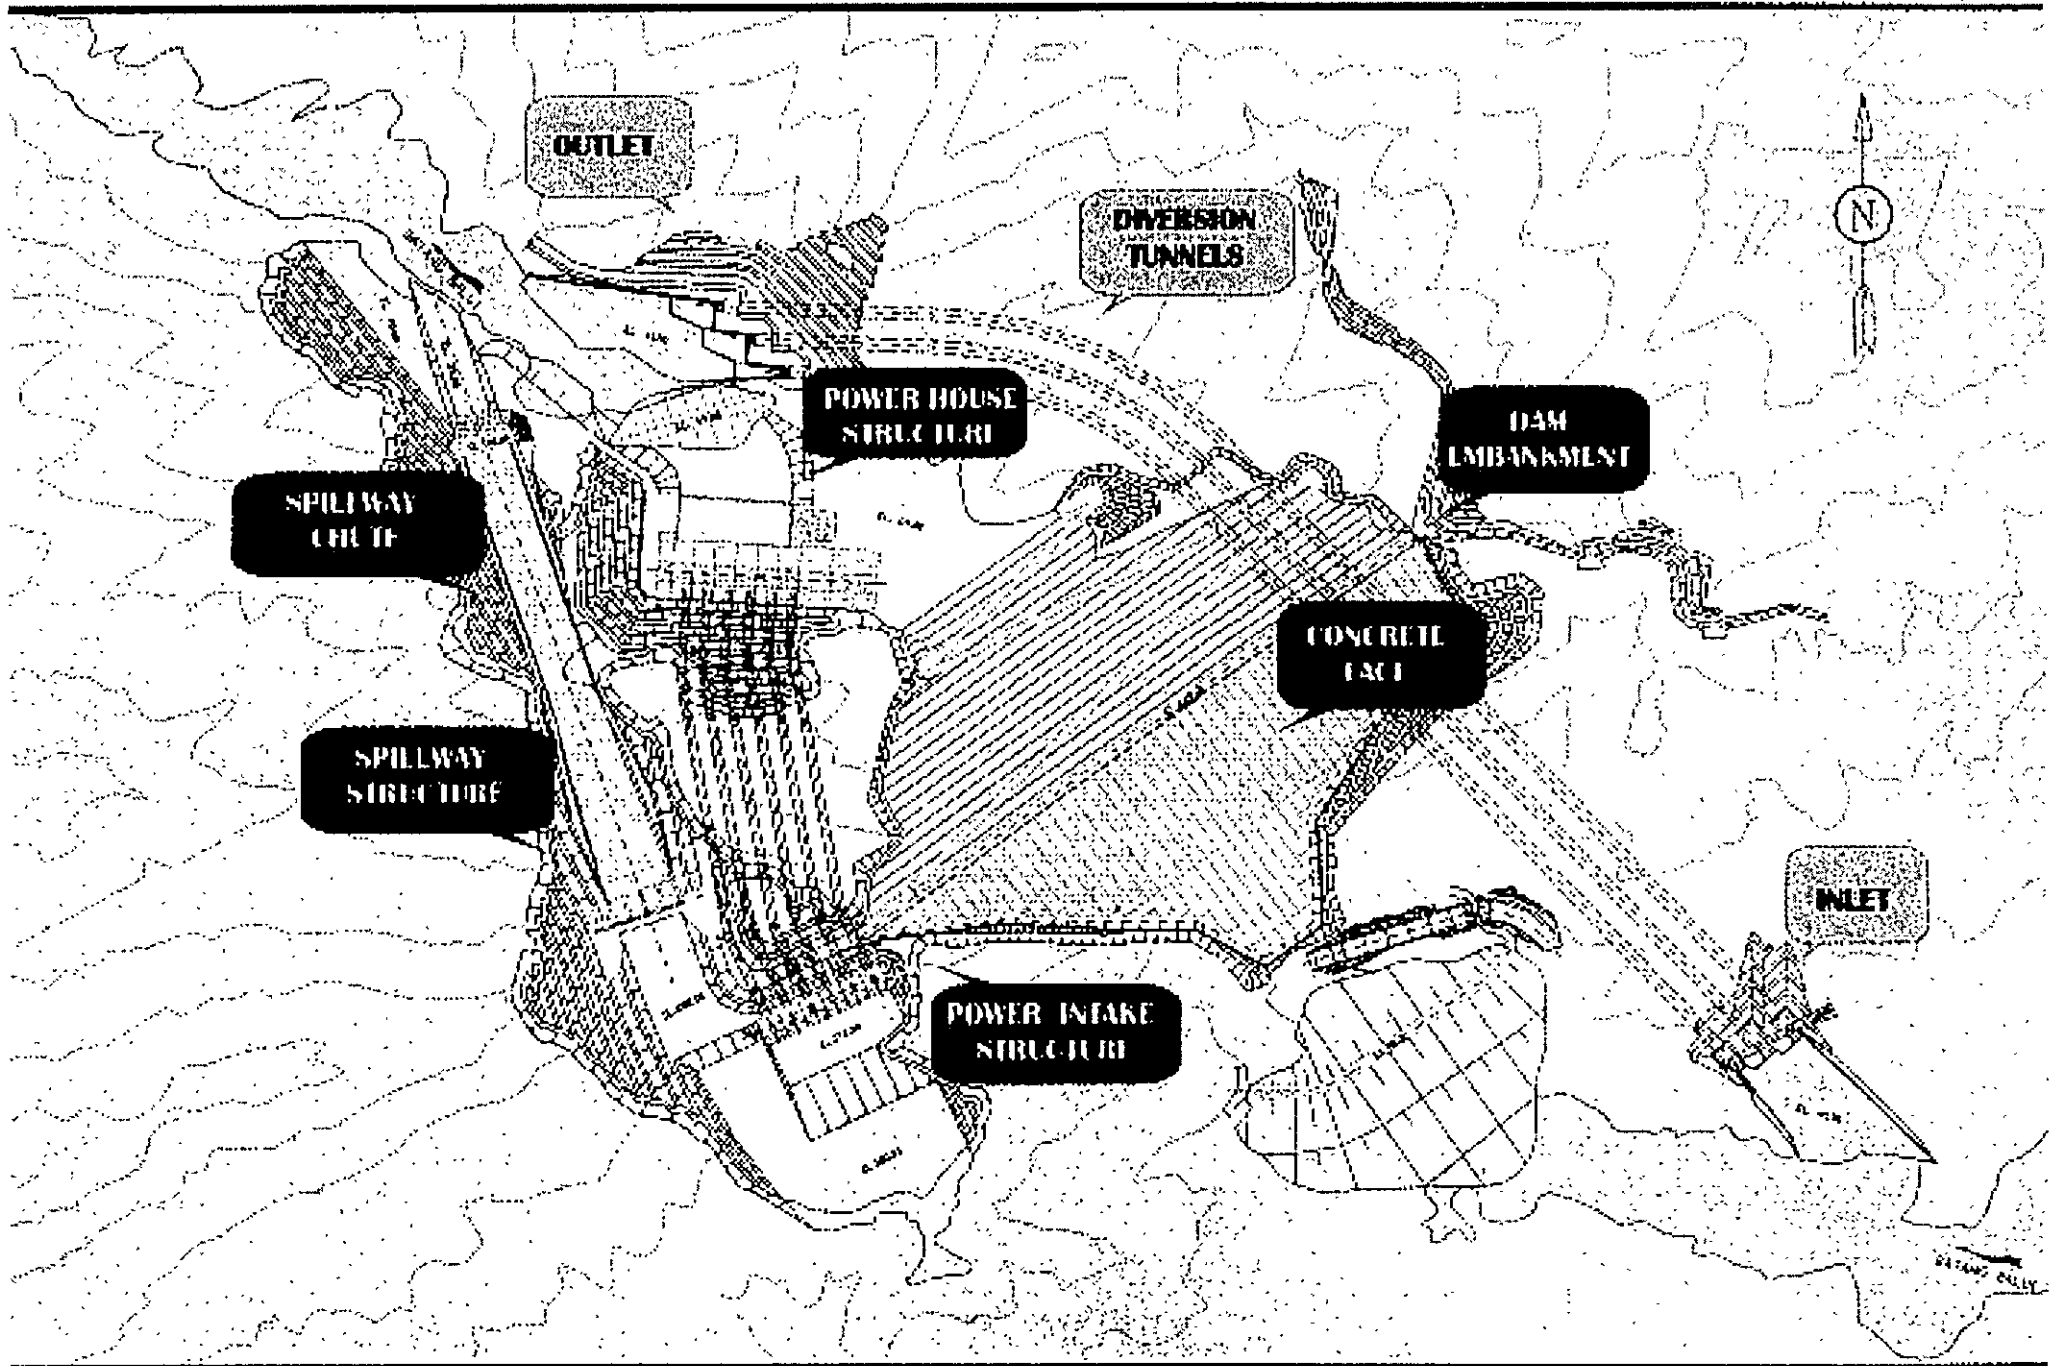 OUTLET
DIVERSION
TUNNELS
N
POWER HOUSE
STRUCTURE
DAM
EMBANKMENT
SPILLWAY
CHUTE
CONCRETE
FACE
SPILLWAY
STRUCTURE
INLET
POWER INTAKE
STRUCTURE